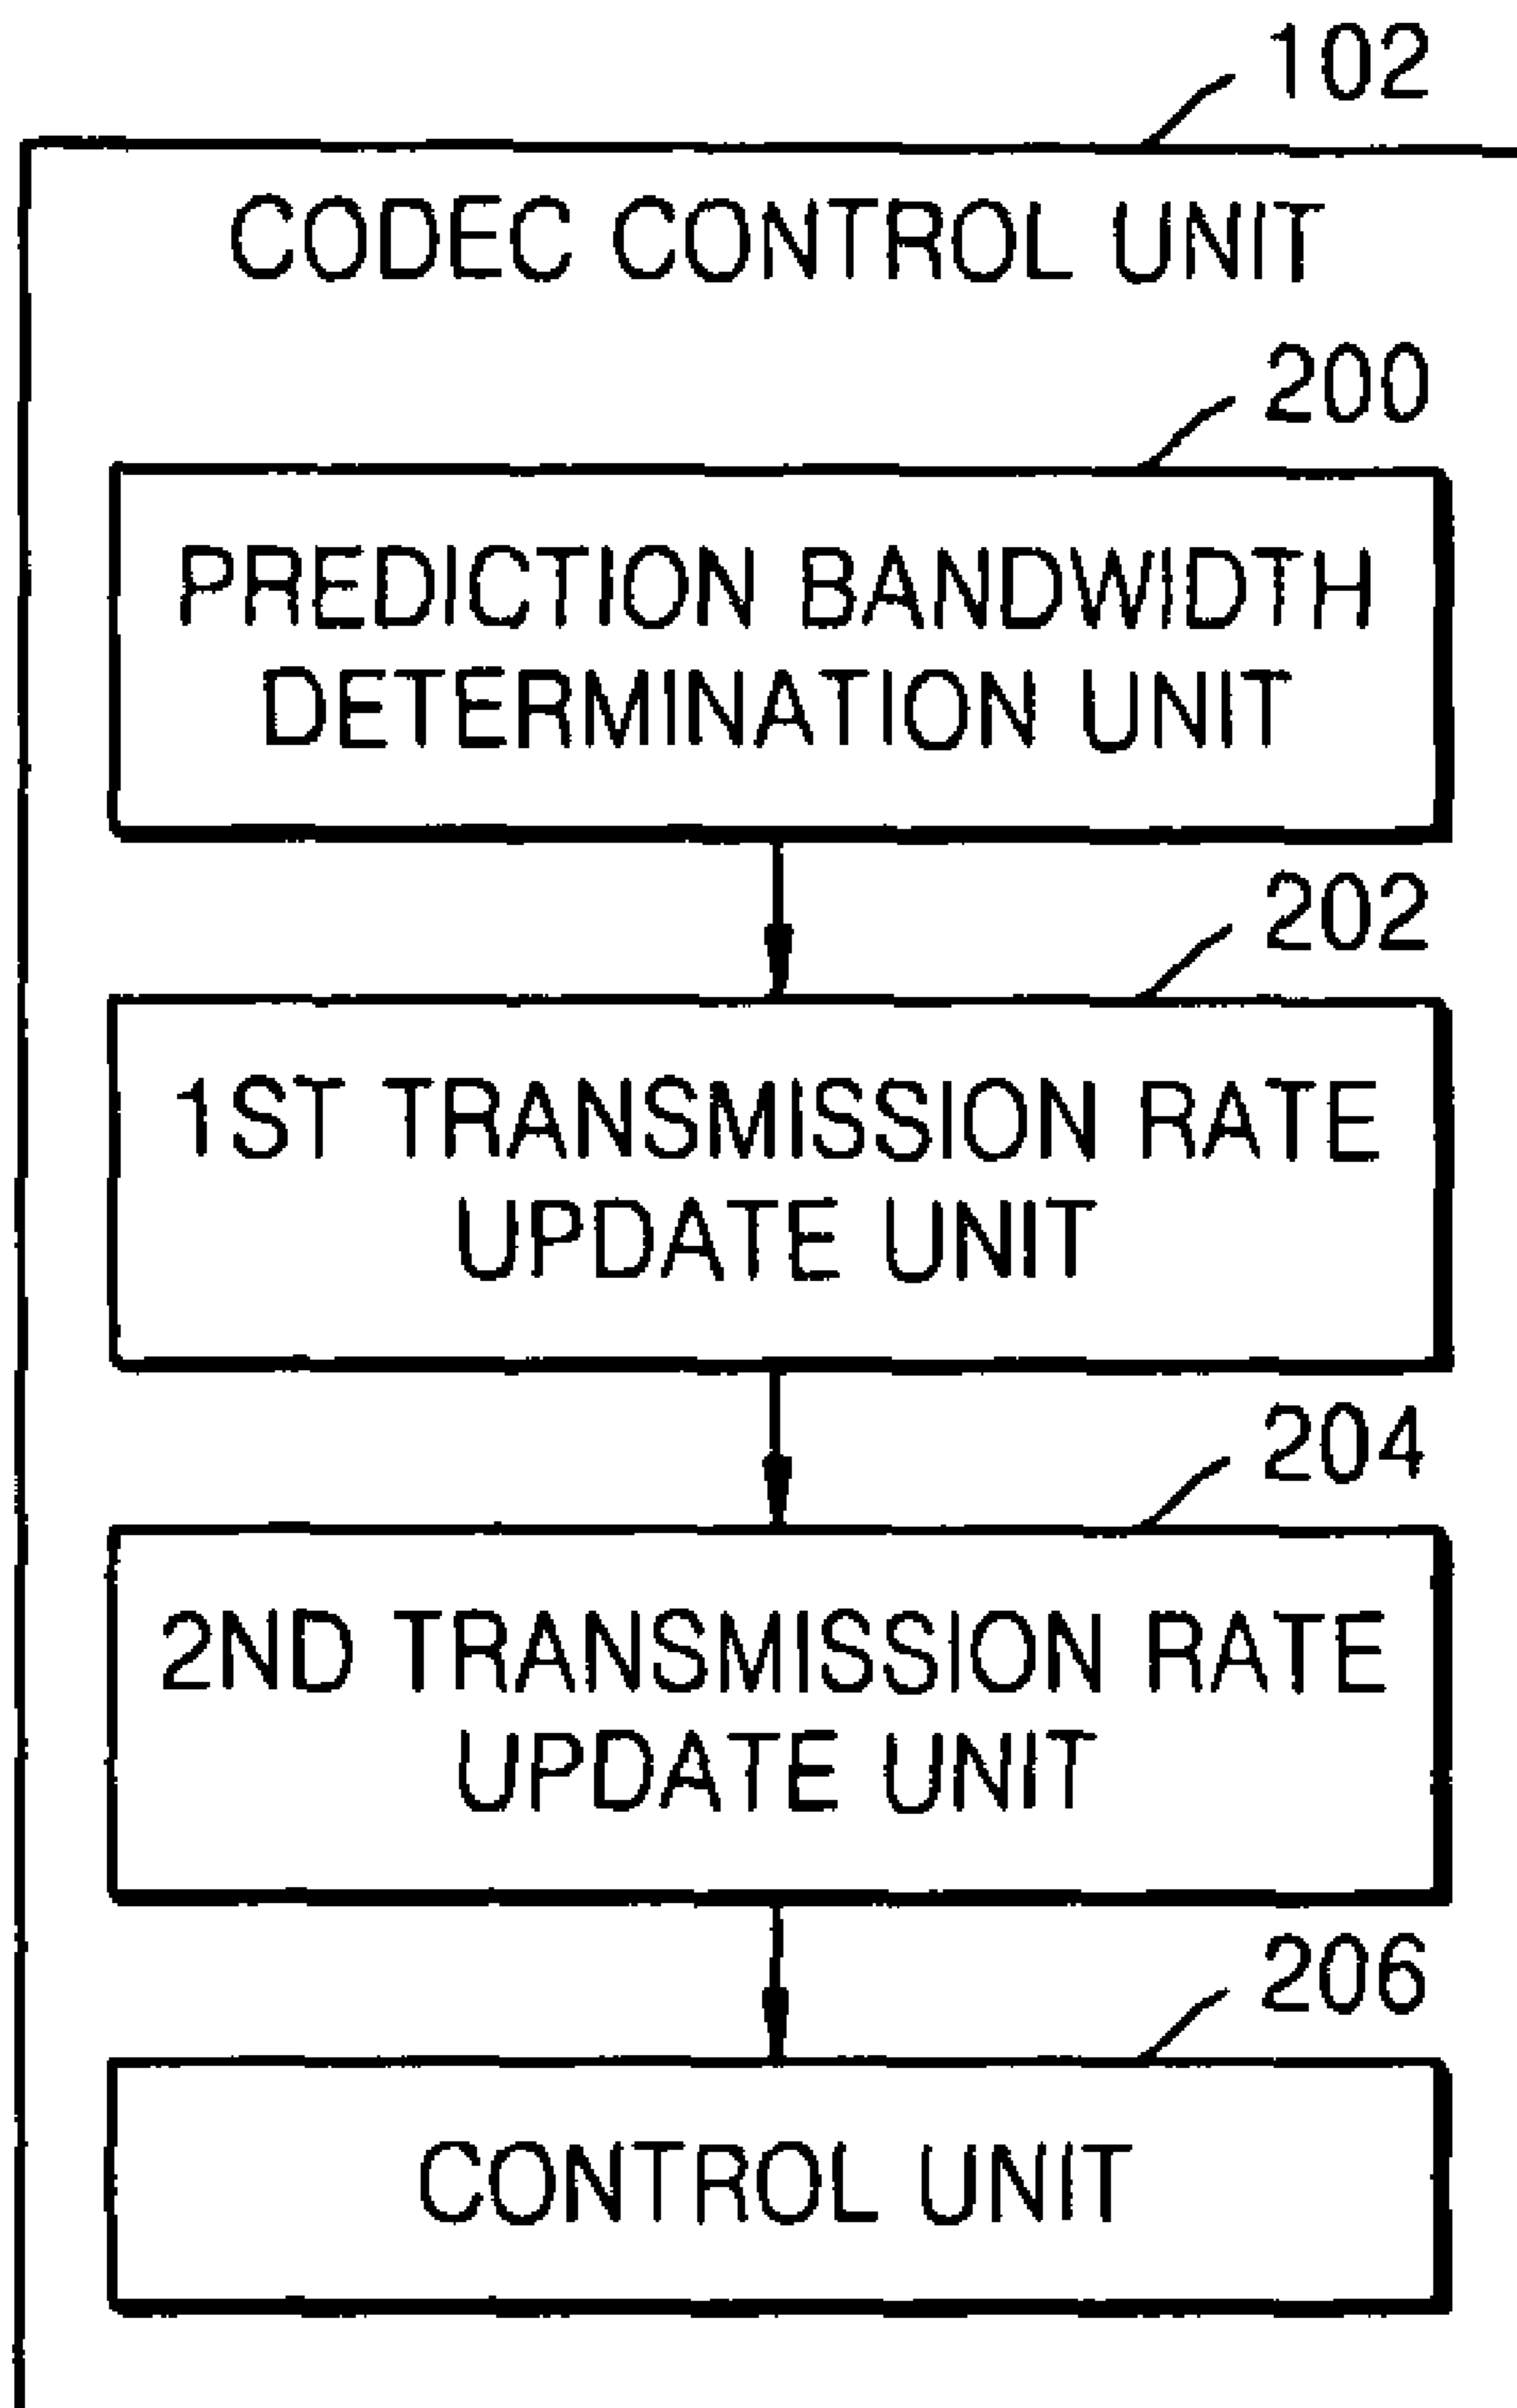 102
CODEC CONTROL UNIT
200
PREDICTION BANDWIDTH
DETERMINATION UNIT
202
1ST TRANSMISSION RATE
UPDATE UNIT
204
2ND TRANSMISSION RATE
UPDATE UNIT
206
CONTROL UNIT